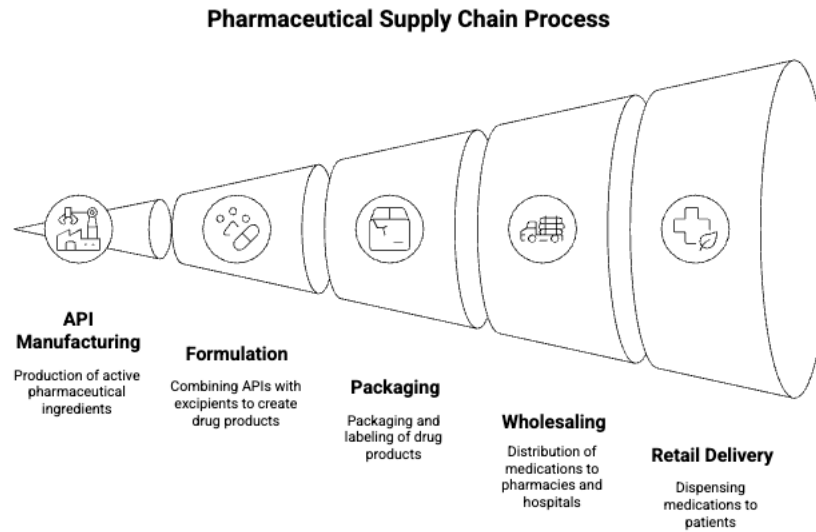 Pharmaceutical Supply Chain Process
API
Manufacturing
Production of active
pharmaceutical
ingredients
Formulation
Combining APIs with
excipients to create
drug products
Packaging
Packaging and
labeling of drug
products
Wholesaling
Distribution of
medications to
pharmacies and
hospitals
Retail Delivery
Dispensing
medications to
patients